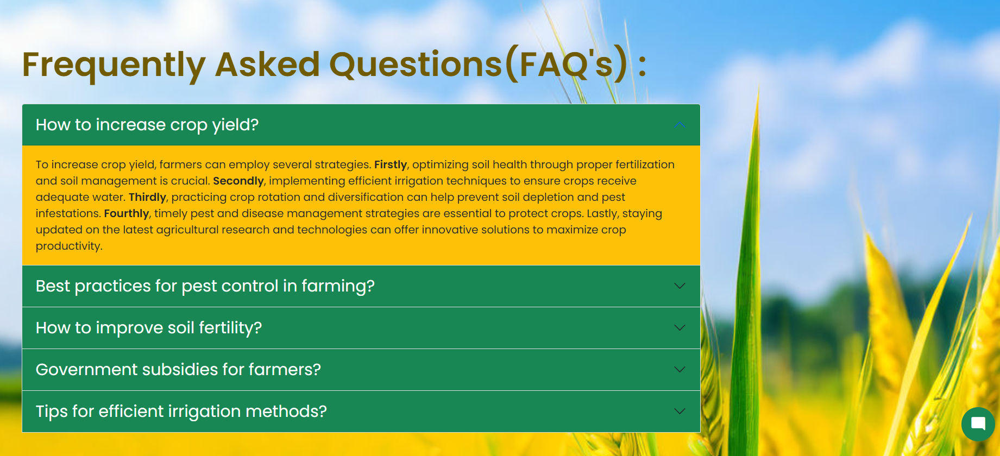 Frequently Asked Questions(FAQ's) :
How to increase crop yield?
To increase crop yield, farmers can employ several strategies. Firstly, optimizing soil health through proper fertilization
and soil management is crucial. Secondly, implementing efficient irrigation techniques to ensure crops receive
adequate water. Thirdly, practicing crop rotation and diversification can help prevent soil depletion and pest
infestations. Fourthly, timely pest and disease management strategies are essential to protect crops. Lastly, staying
updated on the latest agricultural research and technologies can offer innovative solutions to maximize crop
productivity.
Best practices for pest control in farming?
How to improve soil fertility?
Government subsidies for farmers?
Tips for efficient irrigation methods?